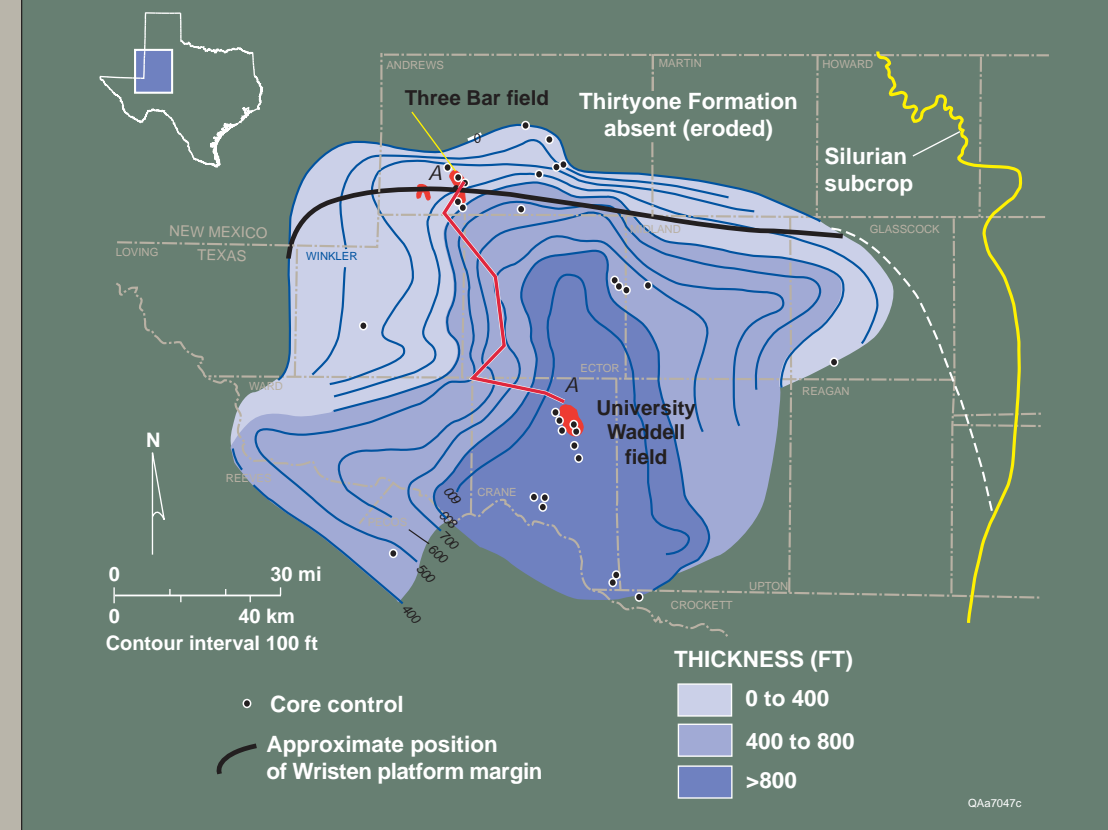 ANDREWS
MARTIN
HOWARD
Three Bar field
Thirtyone Formation
absent (eroded)
0
Silurian
subcrop
A
NEW MEXICO
TEXAS
LOVING
WINKLER
MIDLAND
GLASSCOCK
ECTOR
WARD
A
REAGAN
University
Waddell
field
N
REEVES
CRANE
PECOS
600
800
700
600
500
400
UPTON
CROCKETT
0 30 mi
0 40 km
Contour interval 100 ft
THICKNESS (FT)
0 to 400
400 to 800
>800
Core control
Approximate position
of Wristen platform margin
QAa7047c